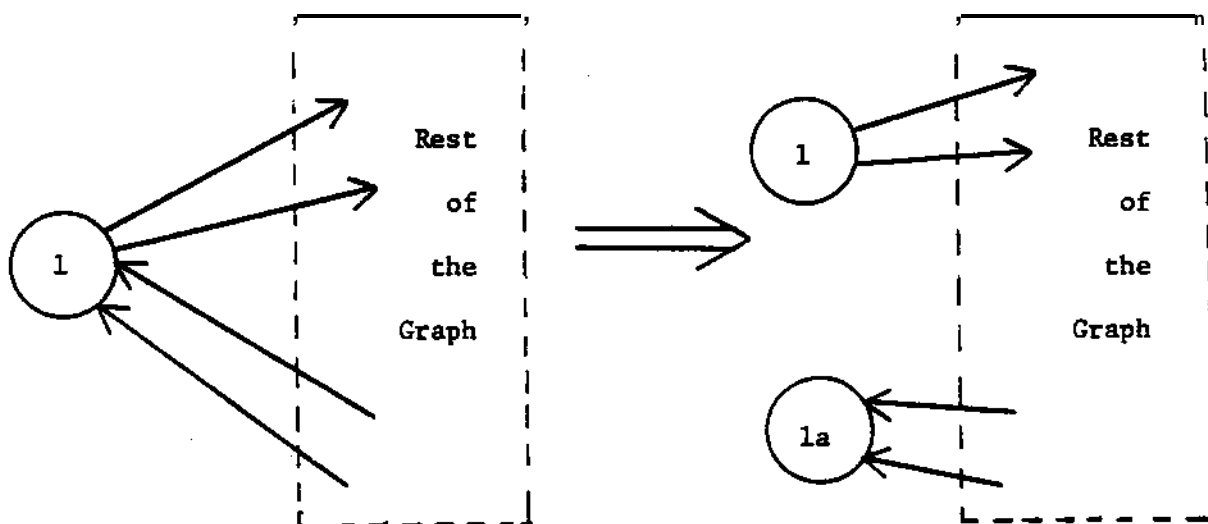 Rest
of
1
the
Graph
1
Rest
of
the
Graph
1a